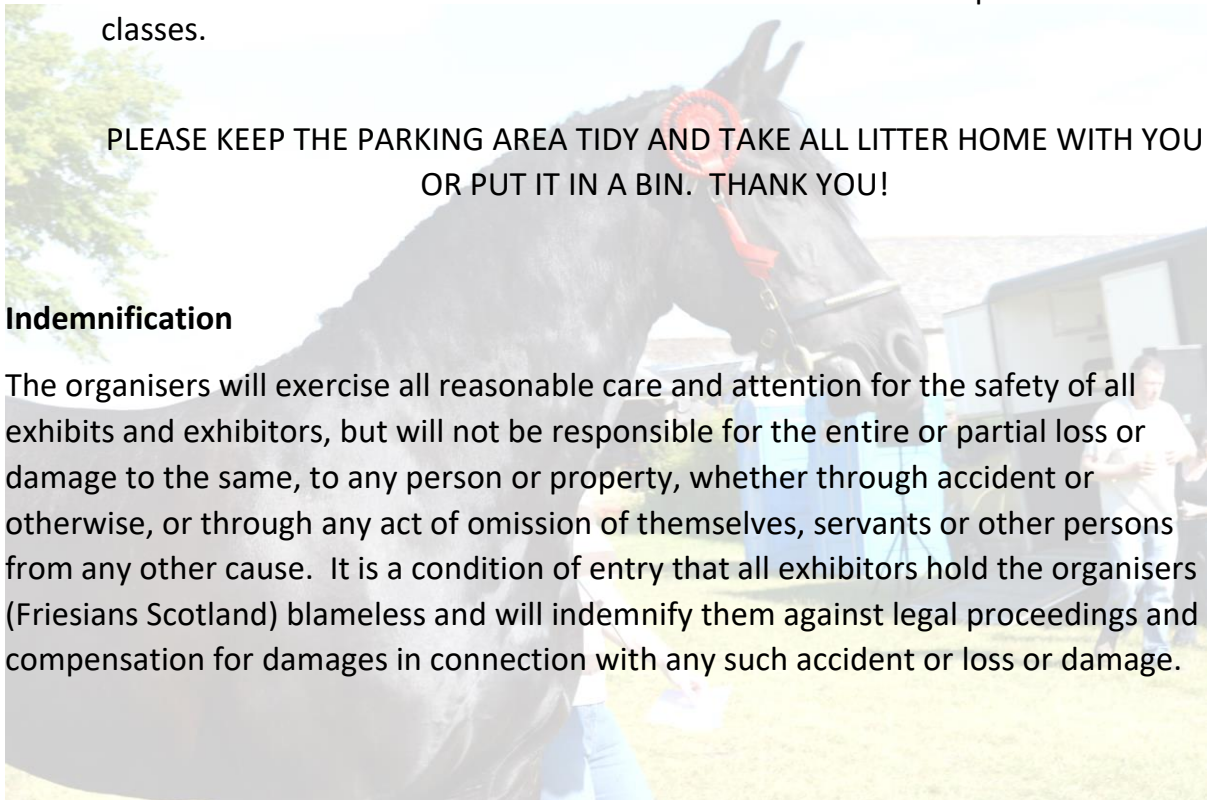 classes.
PLEASE KEEP THE PARKING AREA TIDY AND TAKE ALL LITTER HOME WITH YOU
OR PUT IT IN A BIN.  THANK YOU!
Indemnification
The organisers will exercise all reasonable care and attention for the safety of all
exhibits and exhibitors, but will not be responsible for the entire or partial loss or
damage to the same, to any person or property, whether through accident or
otherwise, or through any act of omission of themselves, servants or other persons
from any other cause.  It is a condition of entry that all exhibitors hold the organisers
(Friesians Scotland) blameless and will indemnify them against legal proceedings and
compensation for damages in connection with any such accident or loss or damage.